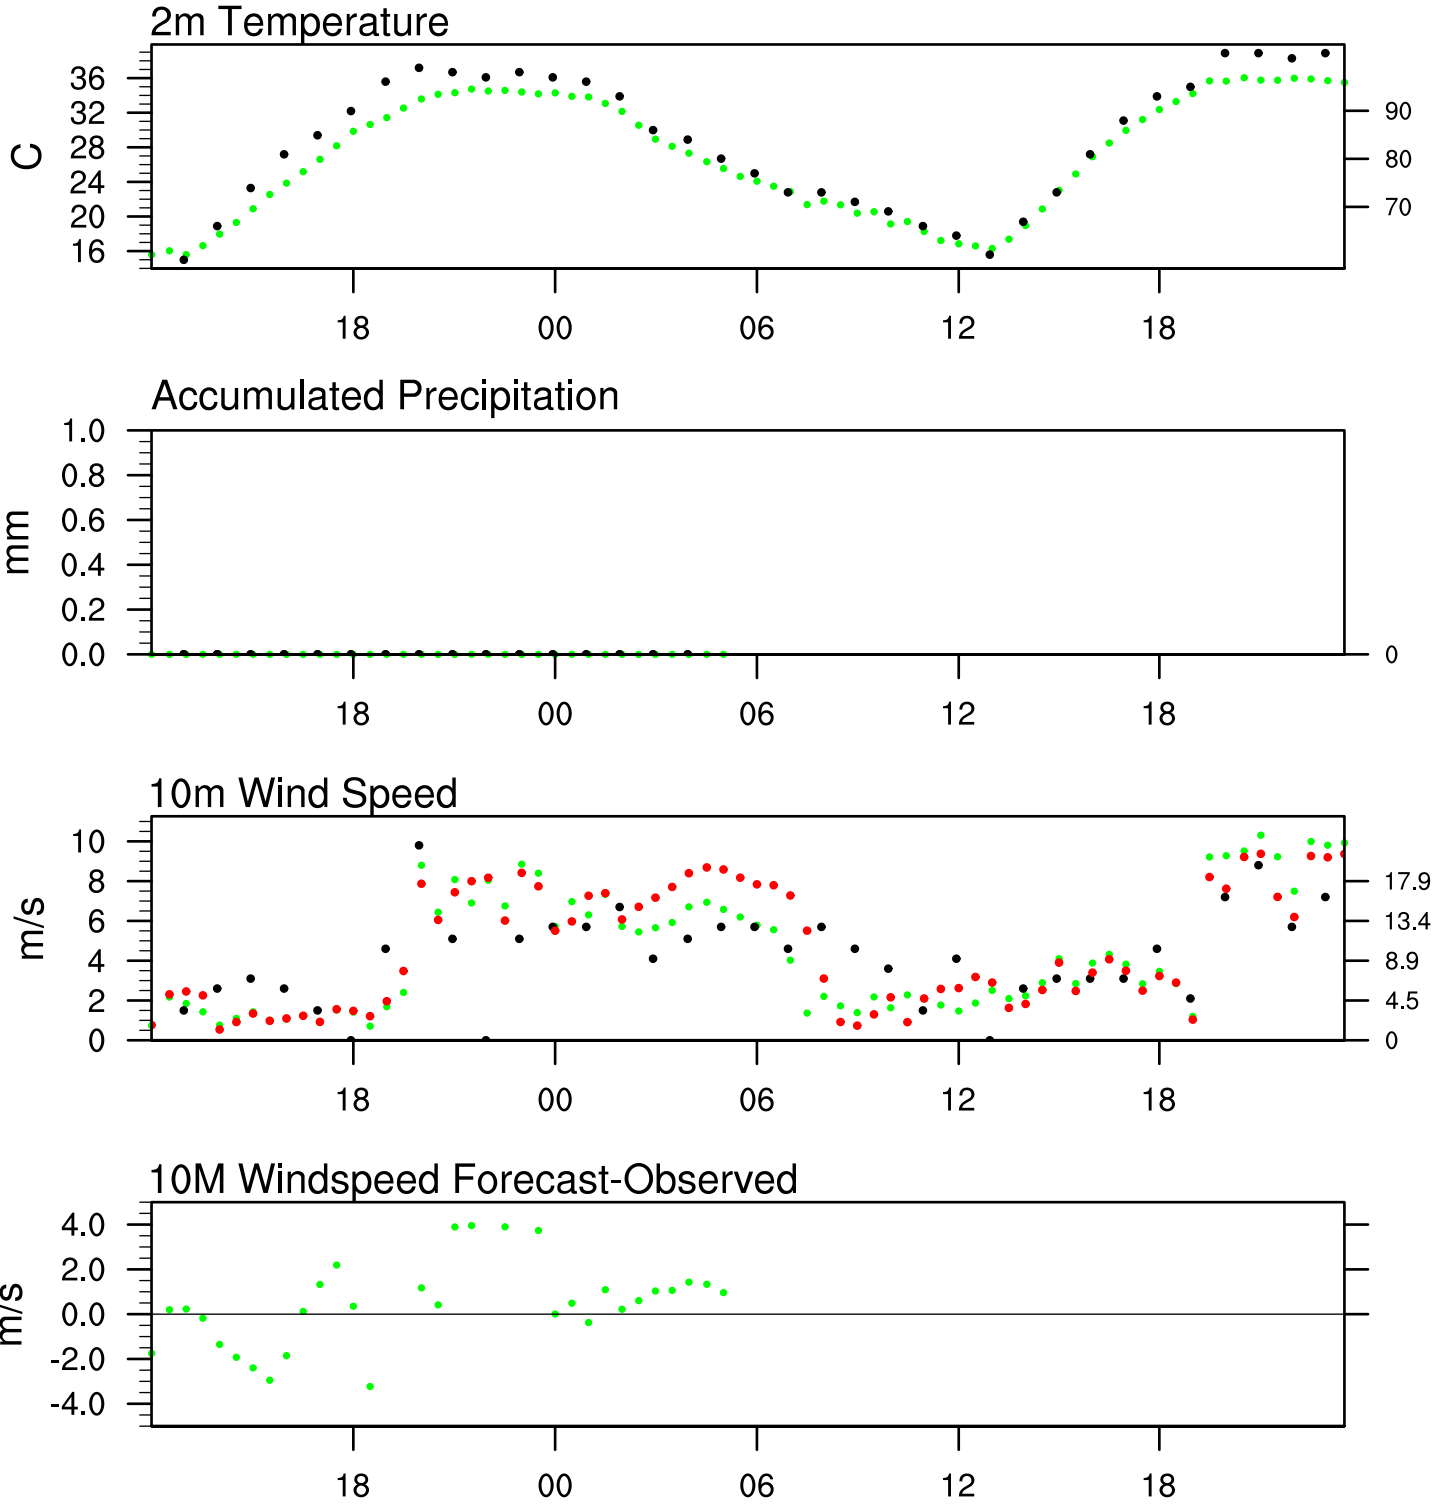 2m Temperature
C
36
32
28
24
20
16
90
80
70
18 00 06 12 18
Accumulated Precipitation
mm
1.0
0.8
0.6
0.4
0.2
0.0
0
18 00 06 12 18
10m Wind Speed
m/s
10
8
6
4
2
0
17.9
13.4
8.9
4.5
0
18 00 06 12 18
10M Windspeed Forecast-Observed
m/s
4.0
2.0
0.0
-2.0
-4.0
18 00 06 12 18